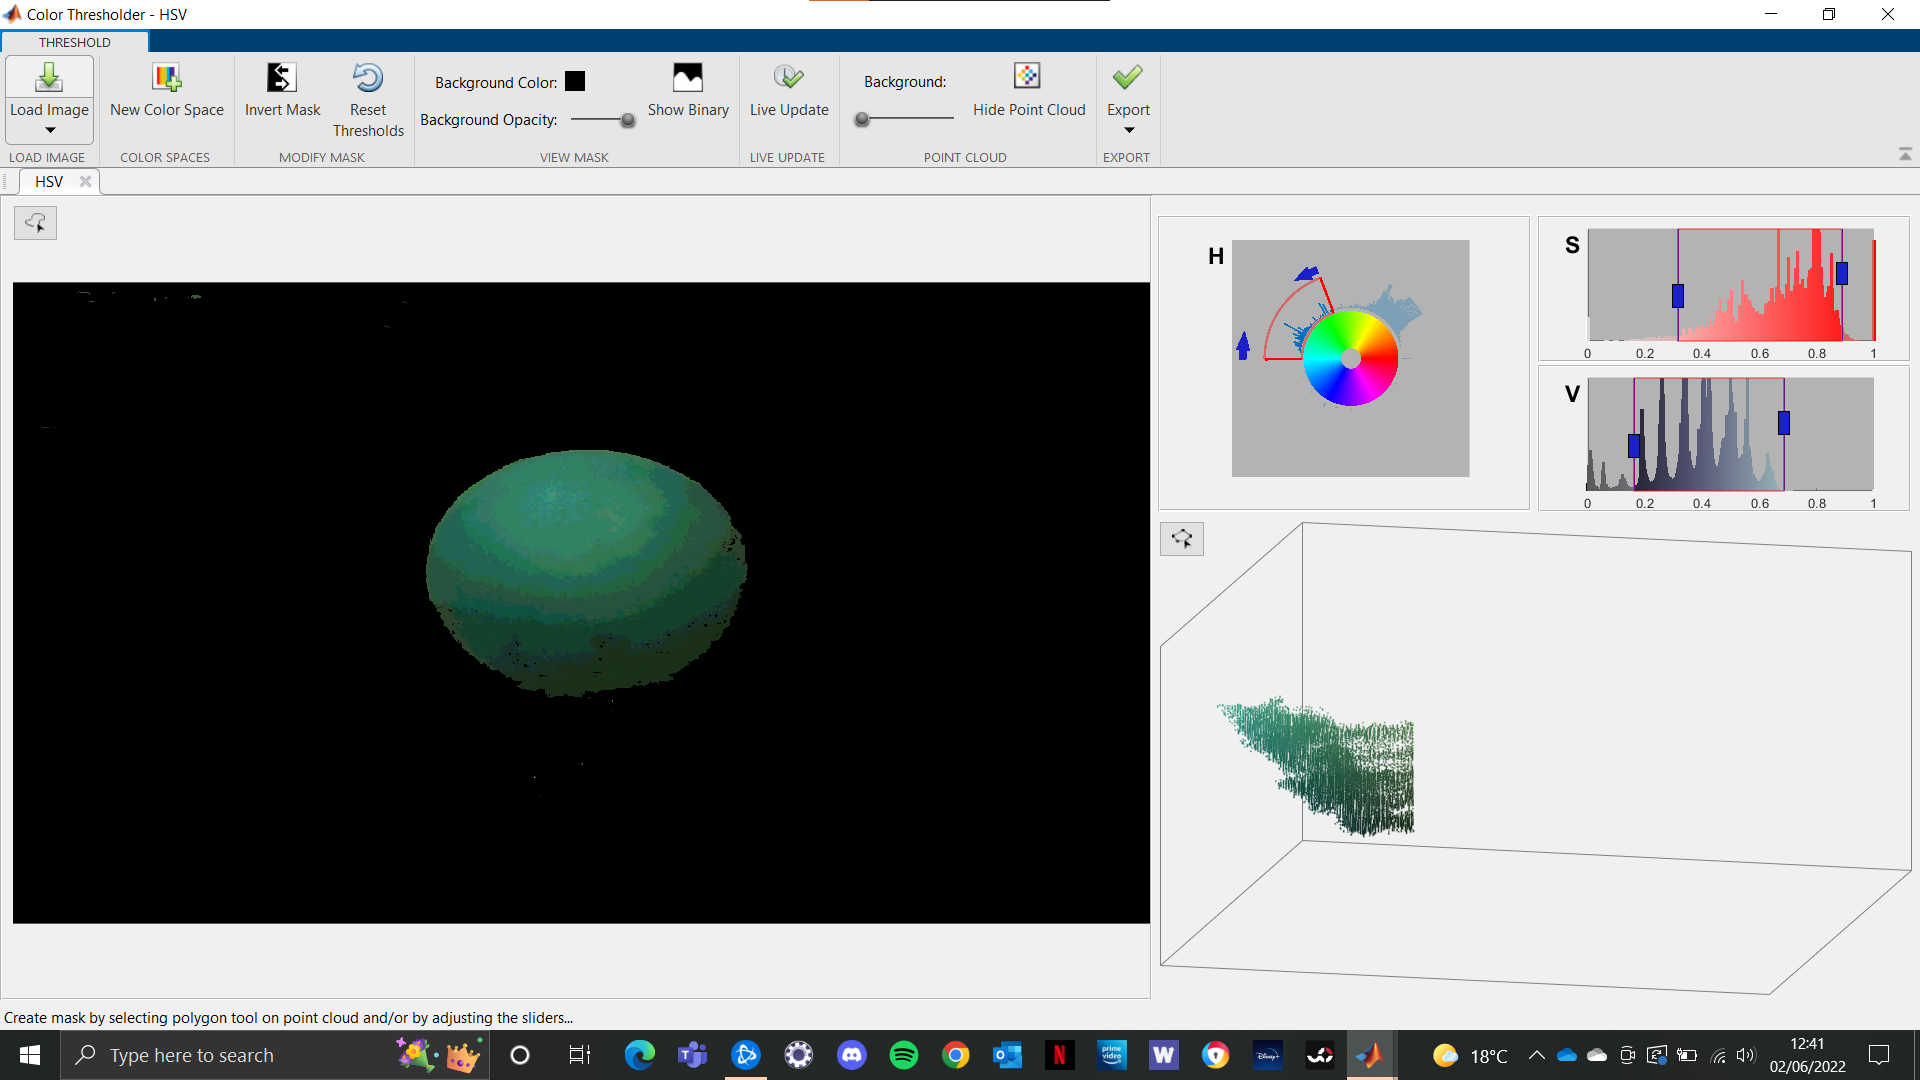 Color Thresholder - HSV
THRESHOLD
Load Image
New Color Space
Invert Mask
Reset Thresholds
Background Color:
Background Opacity:
Show Binary
Live Update
Background:
Hide Point Cloud
Export
LOAD IMAGE
COLOR SPACES
MODIFY MASK
VIEW MASK
LIVE UPDATE
POINT CLOUD
EXPORT
HSV
H
S
0 0.2 0.4 0.6 0.8 1
V
0 0.2 0.4 0.6 0.8 1
Create mask by selecting polygon tool on point cloud and/or by adjusting the sliders...
Type here to search
N
prime video
W
Disney+
18°C
12:41
02/06/2022